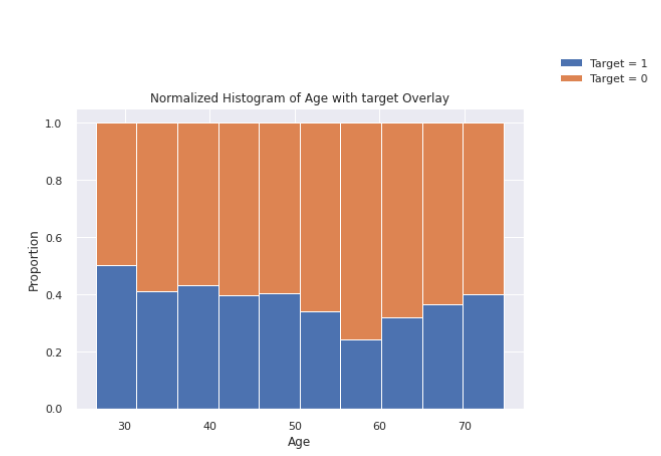 Target = 1
Target = 0
Normalized Histogram of Age with target Overlay
1.0
0.8
0.6
0.4
0.2
0.0
Proportion
30 40 50 60 70
Age